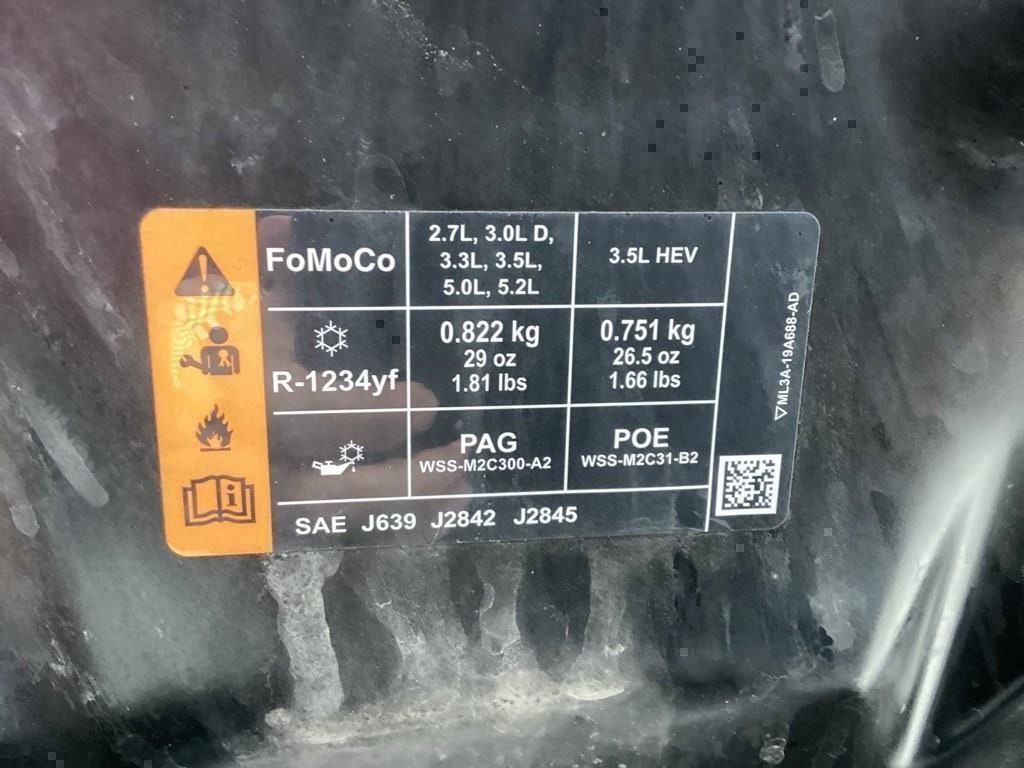 FoMoCo
2.7L, 3.0L D,
3.3L, 3.5L,
5.0L, 5.2L
3.5L HEV
R-1234yf
0.822 kg
29 oz
1.81 lbs
0.751 kg
26.5 oz
1.66 lbs
PAG
WSS-M2C300-A2
POE
WSS-M2C31-B2
SAE J639 J2842 J2845
ML3A-19A688-AD